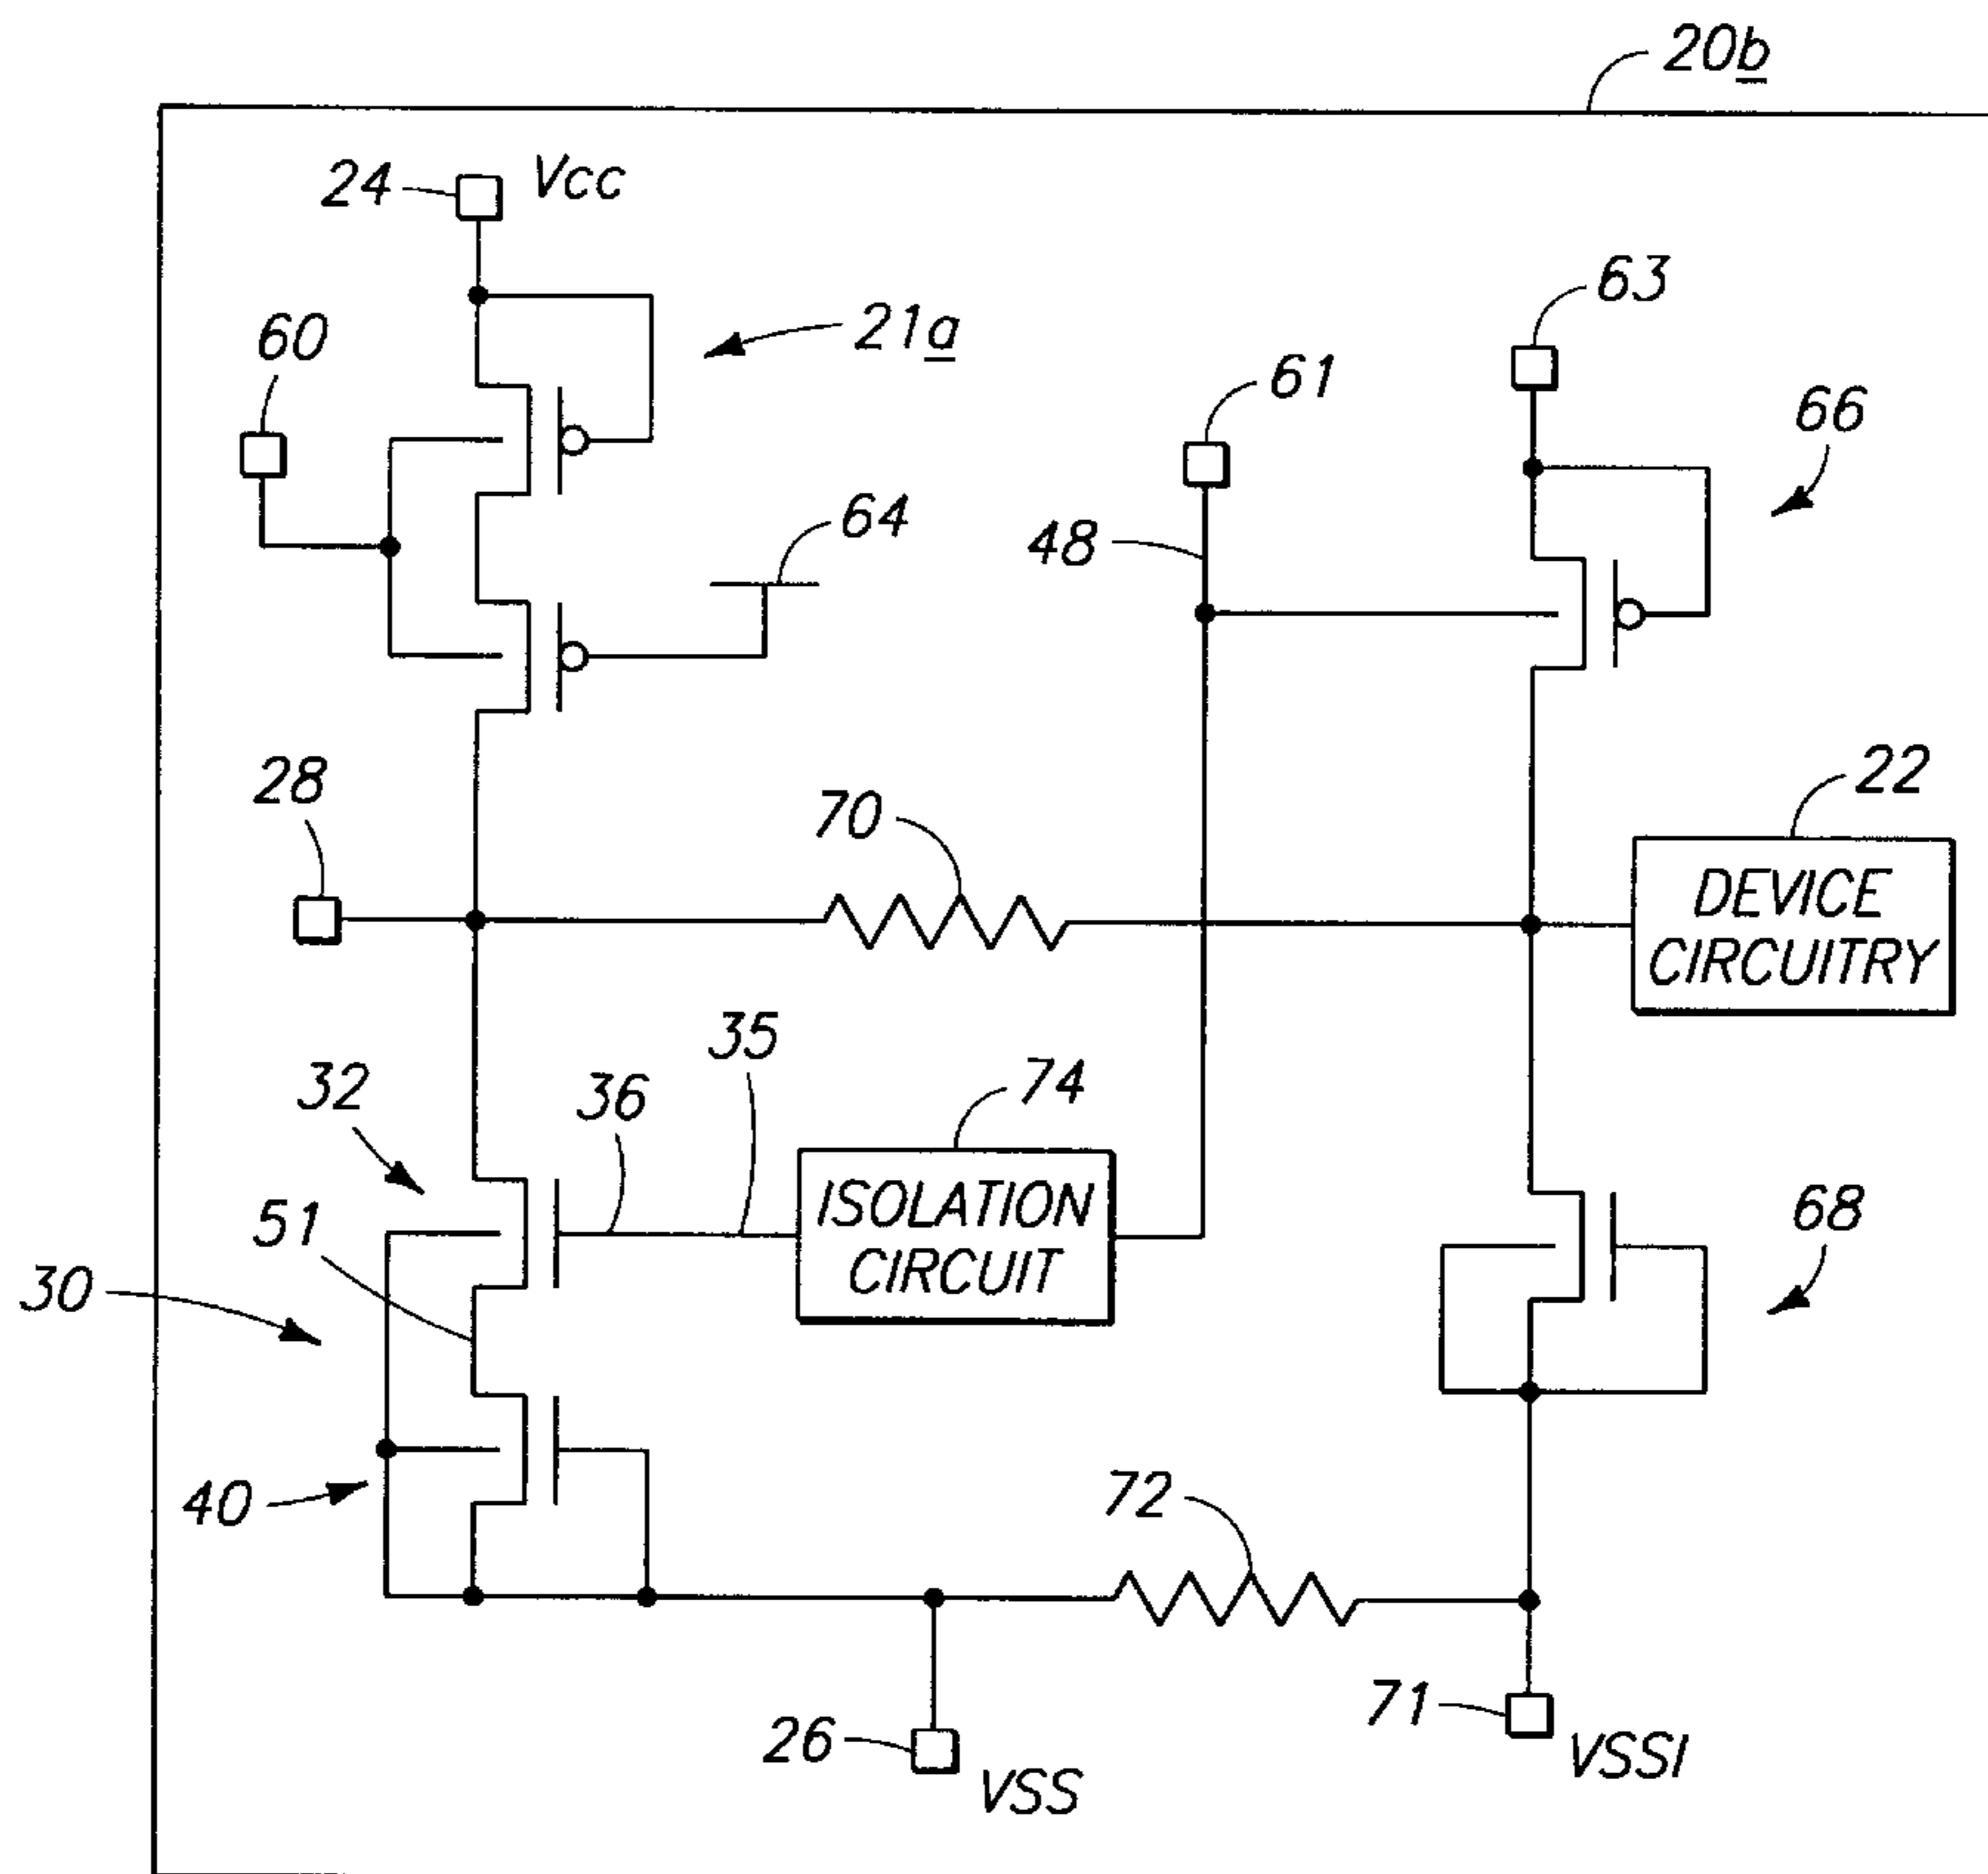 20b
24
Vcc
63
60
21a
61
66
64
48
28
70
22
DEVICE
CIRCUITRY
35
32
36
74
51
ISOLATION
CIRCUIT
68
30
40
72
71
26
VSSI
VSS